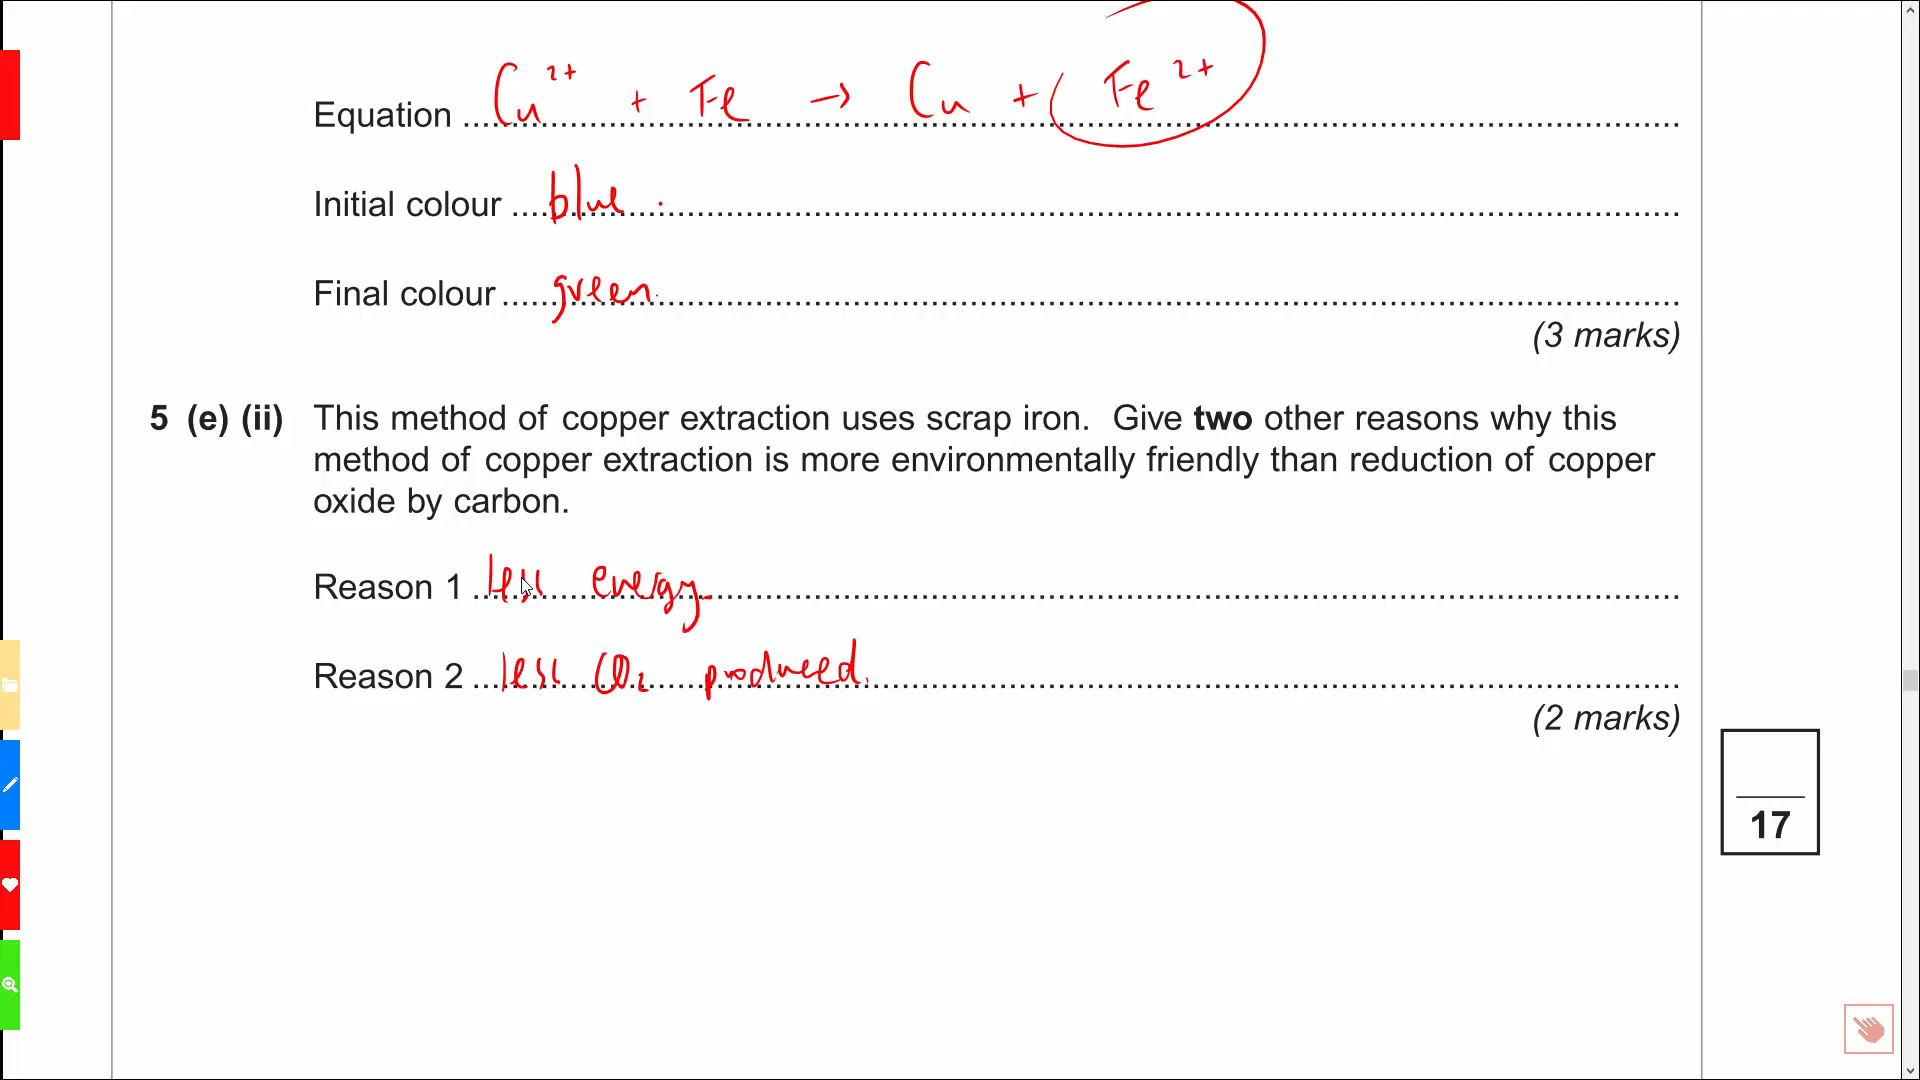 Equation Cu²⁺ + Fe → Cu + Fe²⁺
Initial colour blue.
Final colour green.
(3 marks)
5 (e) (ii) This method of copper extraction uses scrap iron. Give two other reasons why this
method of copper extraction is more environmentally friendly than reduction of copper
oxide by carbon.
Reason 1 less energy
Reason 2 less CO₂ produced.
(2 marks)
17